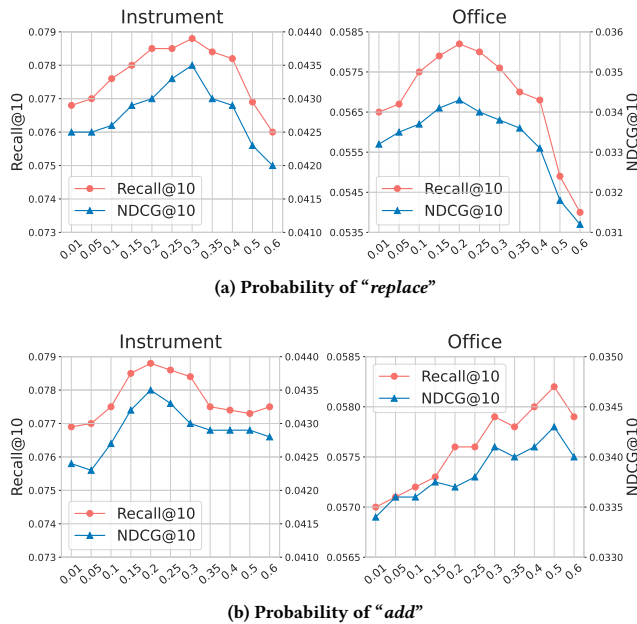 Instrument
Office
Recall@10
0.079
0.078
0.077
0.076
0.075
0.074
0.073
0.0440
0.0435
0.0430
0.0425
0.0420
0.0415
0.0410
Recall@10
NDCG@10
0.01 0.05 0.1 0.15 0.2 0.25 0.3 0.35 0.4 0.5 0.6
0.0585
0.0575
0.0565
0.0555
0.0545
0.0535
0.036
0.035
0.034
0.033
0.032
0.031
NDCG@10
Recall@10
NDCG@10
0.01 0.05 0.1 0.15 0.2 0.25 0.3 0.35 0.4 0.5 0.6
(a) Probability of “replace”
Instrument
Office
Recall@10
0.079
0.078
0.077
0.076
0.075
0.074
0.073
0.0440
0.0435
0.0430
0.0425
0.0420
0.0415
0.0410
Recall@10
NDCG@10
0.01 0.05 0.1 0.15 0.2 0.25 0.3 0.35 0.4 0.5 0.6
0.0585
0.0580
0.0575
0.0570
0.0565
0.0350
0.0345
0.0340
0.0335
0.0330
NDCG@10
Recall@10
NDCG@10
0.01 0.05 0.1 0.15 0.2 0.25 0.3 0.35 0.4 0.5 0.6
(b) Probability of “add”